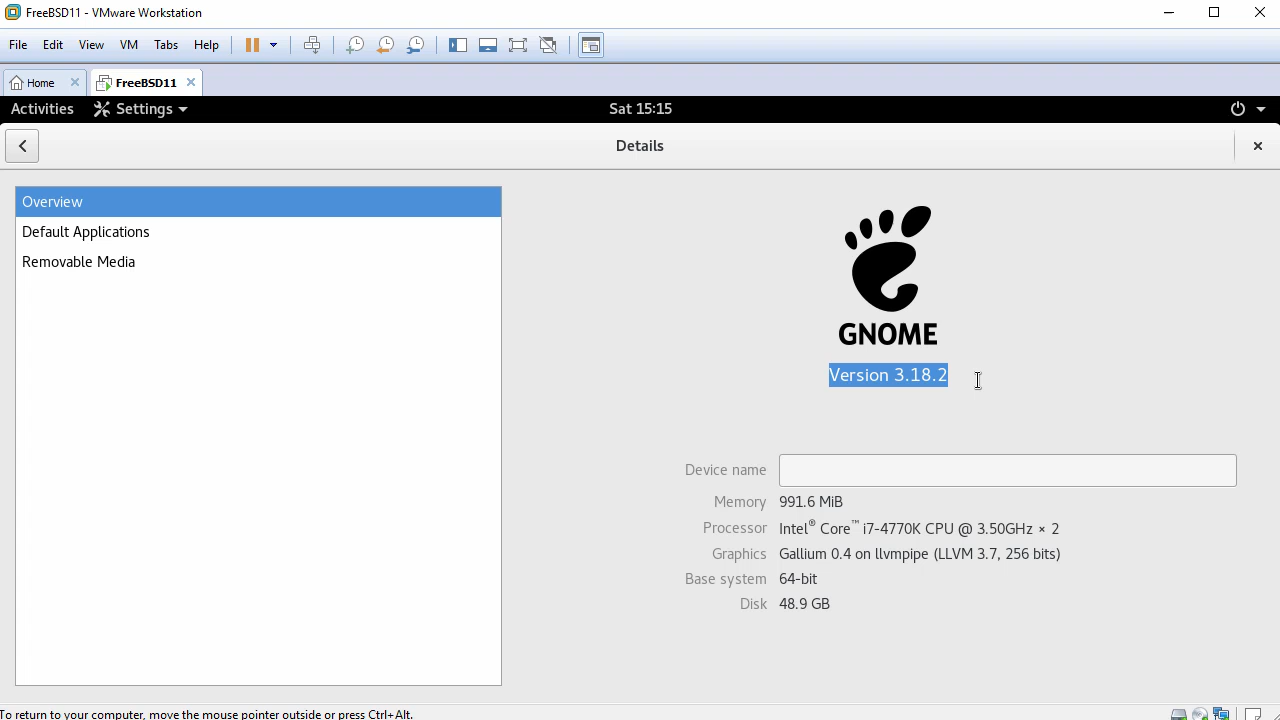 FreeBSD11 - VMware Workstation
File Edit View VM Tabs Help
Home FreeBSD11
Activities Settings Sat 15:15
Details
Overview
Default Applications
Removable Media
GNOME
Version 3.18.2
Device name
Memory 991.6 MiB
Processor Intel® Core™ i7-4770K CPU @ 3.50GHz × 2
Graphics Gallium 0.4 on llvmpipe (LLVM 3.7, 256 bits)
Base system 64-bit
Disk 48.9 GB
To return to your computer, move the mouse pointer outside or press Ctrl+Alt.